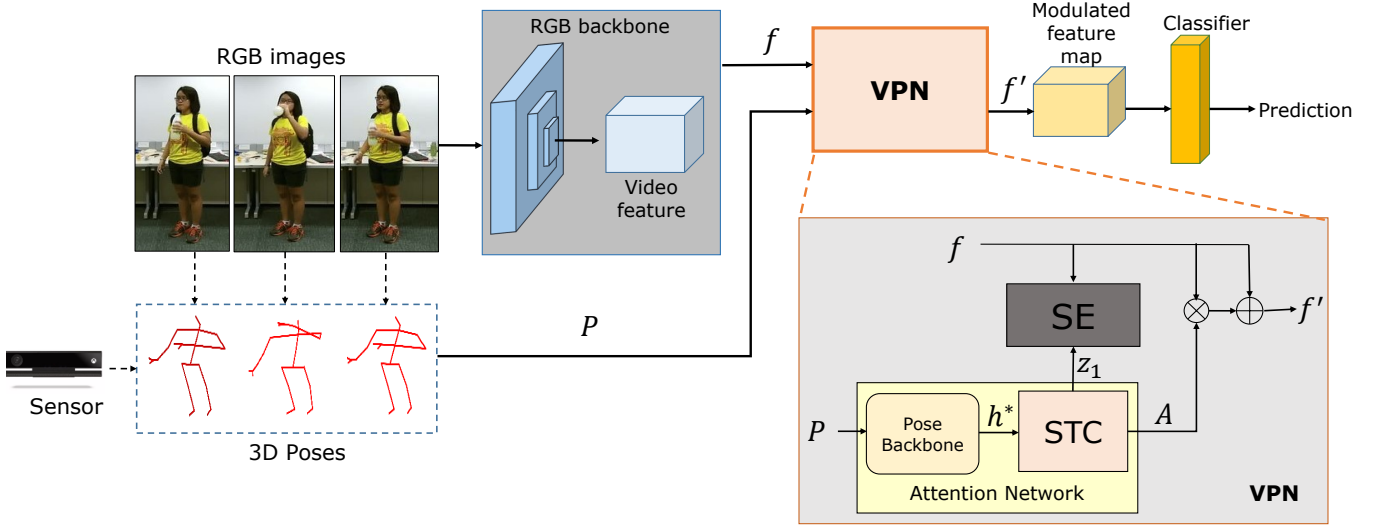 RGB images
RGB backbone
Video
feature
f
VPN
f′
Modulated
feature
map
Classifier
Prediction
Sensor
3D Poses
P
f
SE
z₁
P
Pose
Backbone
h*
STC
A
Attention Network
f′
VPN